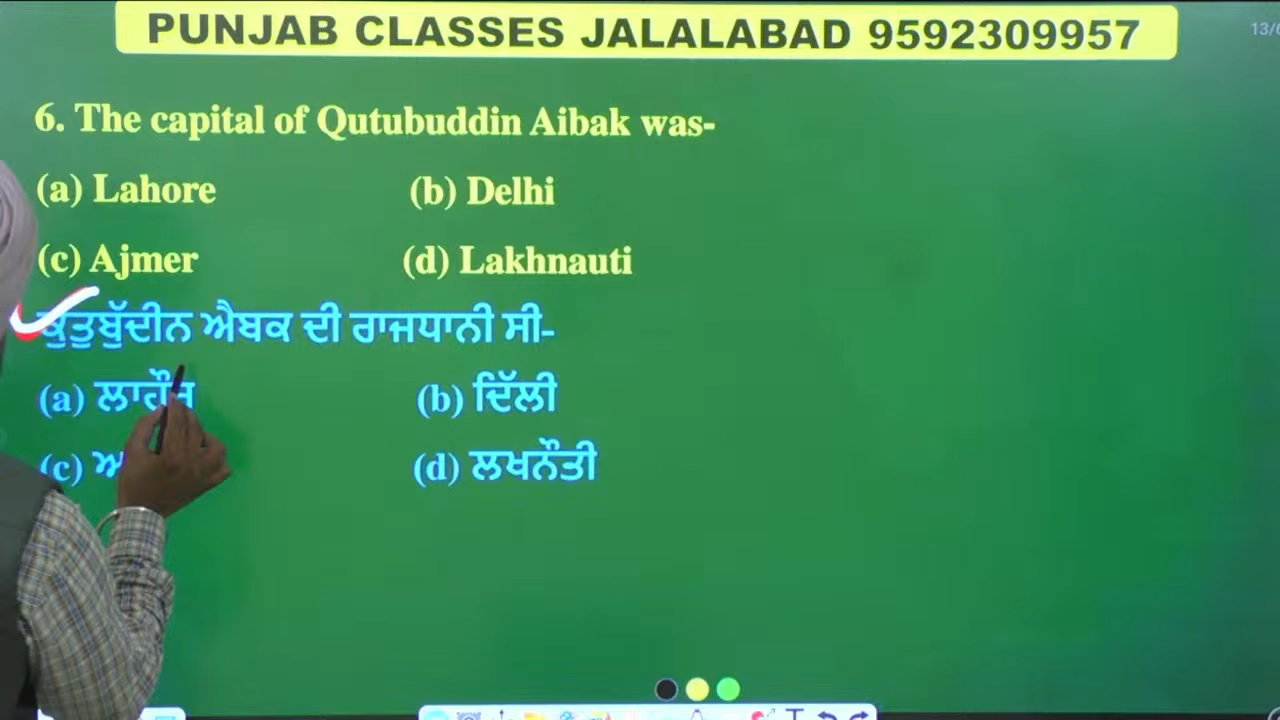 PUNJAB CLASSES JALALABAD 9592309957
6. The capital of Qutubuddin Aibak was-
(a) Lahore (b) Delhi
(c) Ajmer (d) Lakhnauti
ਕੁਤੁਬੁੱਦੀਨ ਐਬਕ ਦੀ ਰਾਜਧਾਨੀ ਸੀ-
(a) (b) ਦਿੱਲੀ
(c) (d) ਲਖਨੌਤੀ